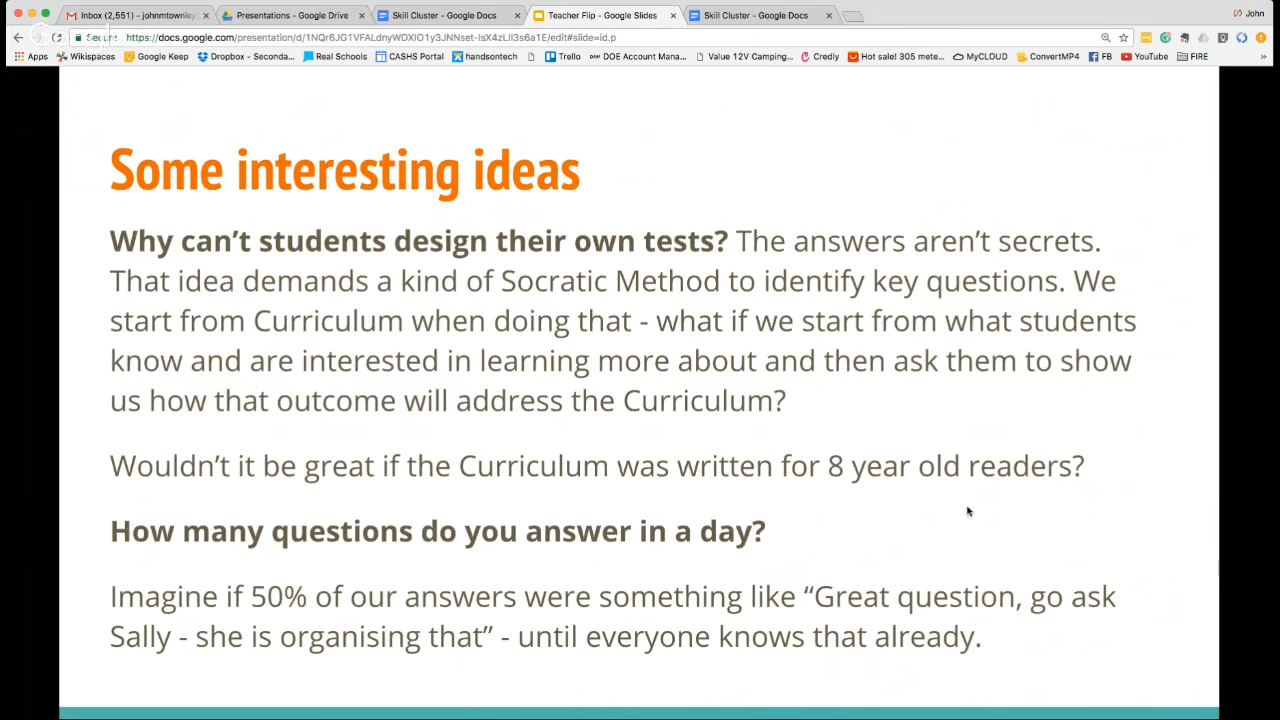 Inbox (2,551) - johnmtownley
Presentations - Google Drive
Skill Cluster - Google Docs
Teacher Flip - Google Slides
Skill Cluster - Google Docs
John
Secure
https://docs.google.com/presentation/d/1NQr6JG1VFALdnyWDXIO1y3JNNset-IsX4zLlI3s6a1E/edit#slide=id.p
Apps
Wikispaces
Google Keep
Dropbox - Seconda...
Real Schools
CASHS Portal
handsontech
Trello
DOE Account Mana...
Value 12V Camping...
Credly
Hot sale! 305 mete...
MyCLOUD
ConvertMP4
FB
YouTube
FIRE
Some interesting ideas
Why can’t students design their own tests? The answers aren’t secrets.
That idea demands a kind of Socratic Method to identify key questions. We
start from Curriculum when doing that - what if we start from what students
know and are interested in learning more about and then ask them to show
us how that outcome will address the Curriculum?
Wouldn’t it be great if the Curriculum was written for 8 year old readers?
How many questions do you answer in a day?
Imagine if 50% of our answers were something like “Great question, go ask
Sally - she is organising that” - until everyone knows that already.